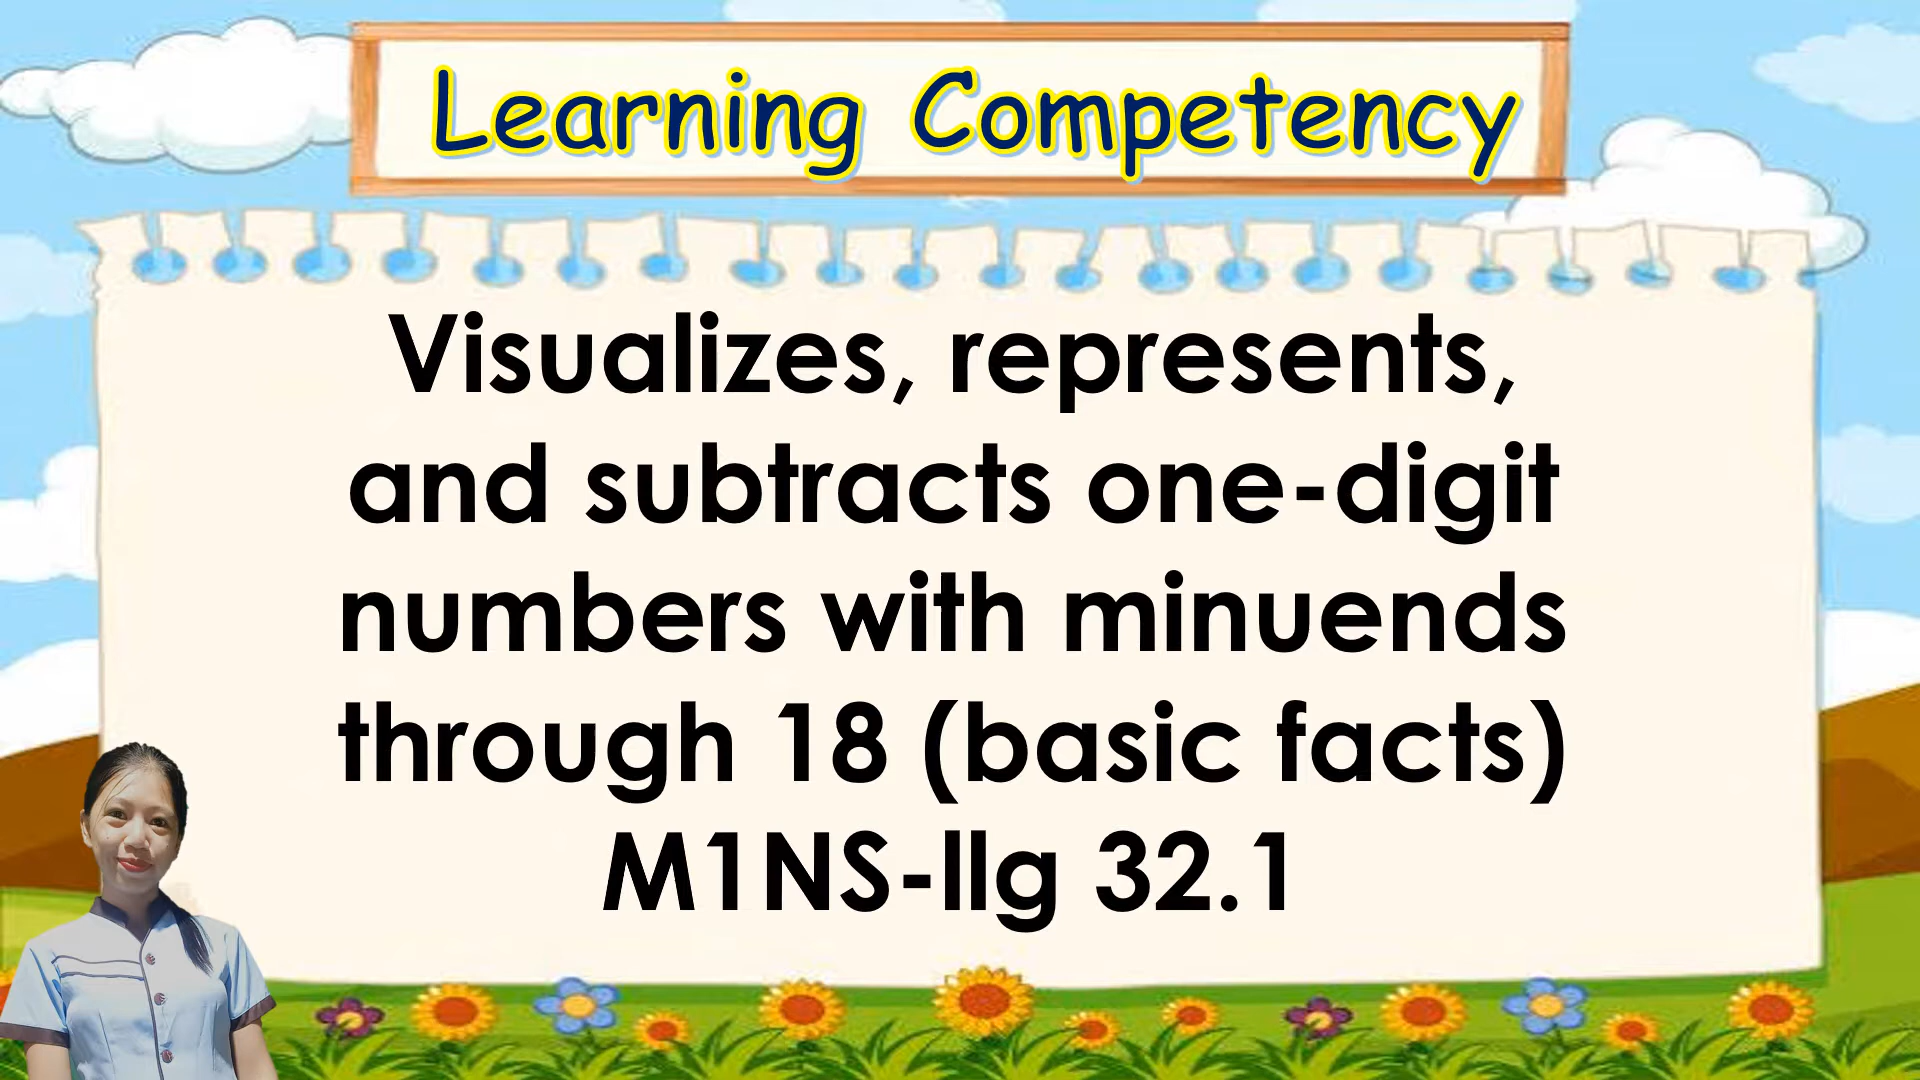 Learning Competency
Visualizes, represents,
and subtracts one-digit
numbers with minuends
through 18 (basic facts)
M1NS-llg 32.1